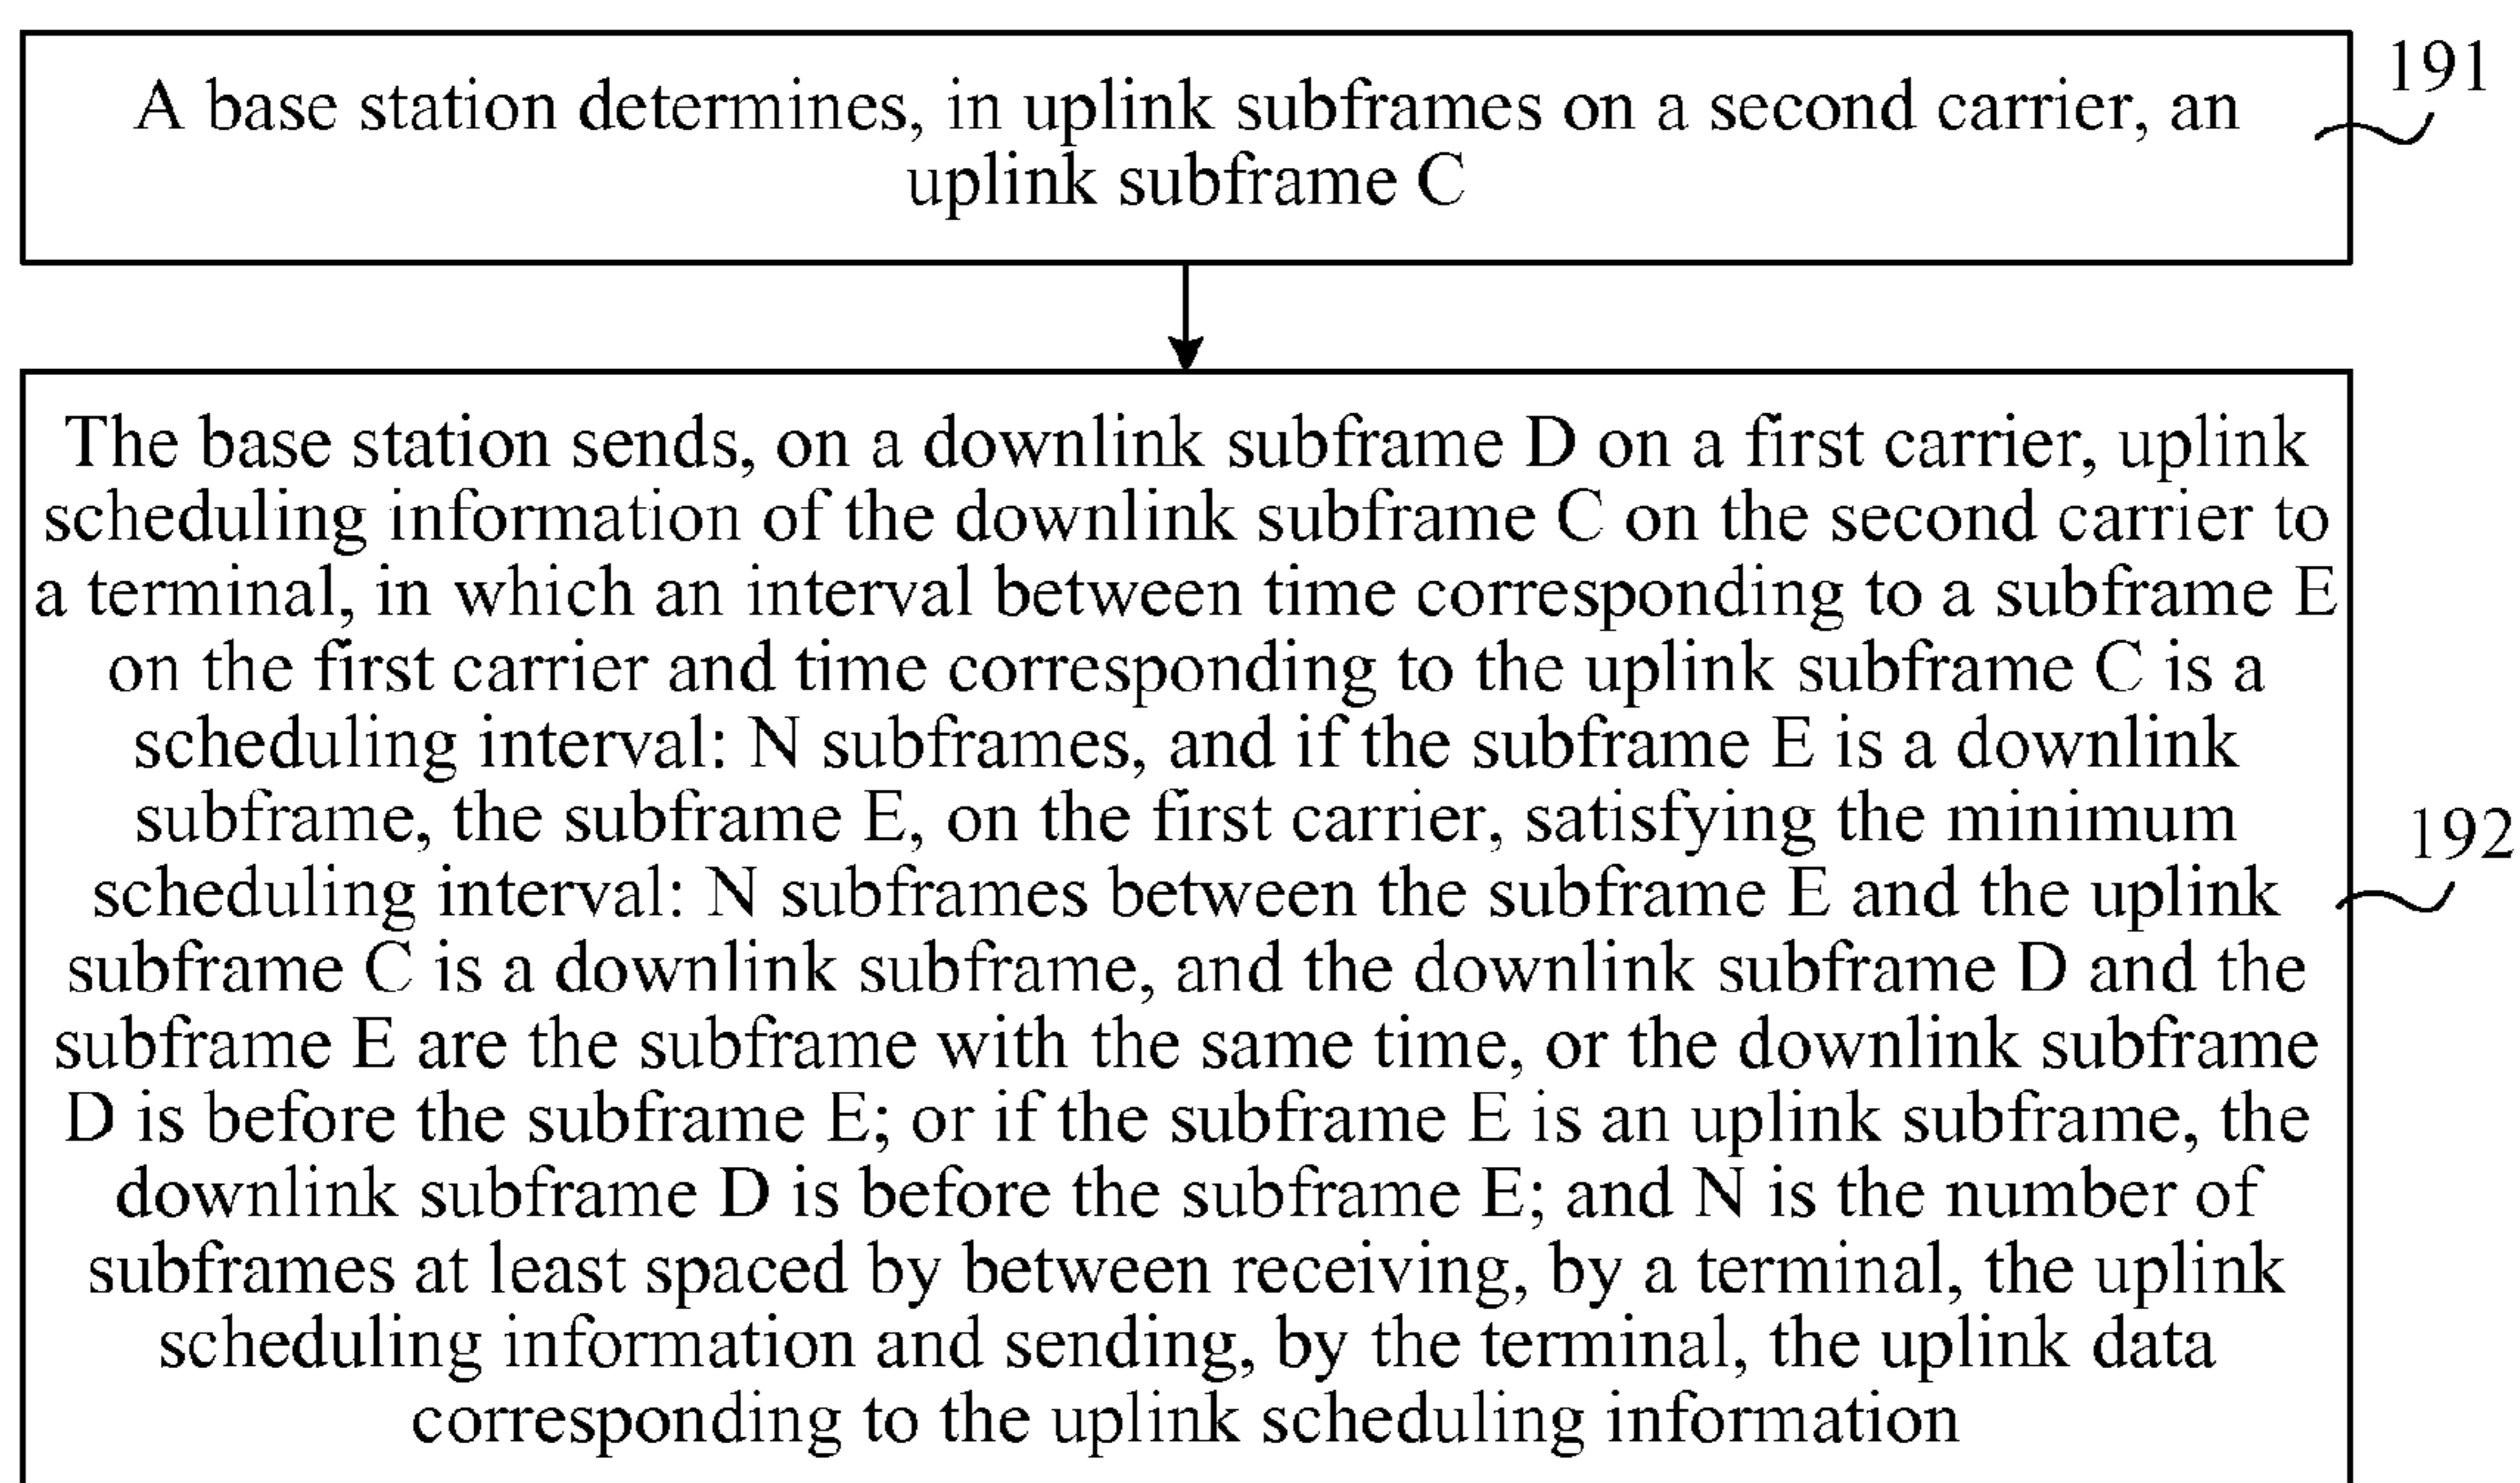 A base station determines, in uplink subframes on a second carrier, an
uplink subframe C
191
The base station sends, on a downlink subframe D on a first carrier, uplink
scheduling information of the downlink subframe C on the second carrier to
a terminal, in which an interval between time corresponding to a subframe E
on the first carrier and time corresponding to the uplink subframe C is a
scheduling interval: N subframes, and if the subframe E is a downlink
subframe, the subframe E, on the first carrier, satisfying the minimum
scheduling interval: N subframes between the subframe E and the uplink
subframe C is a downlink subframe, and the downlink subframe D and the
subframe E are the subframe with the same time, or the downlink subframe
D is before the subframe E; or if the subframe E is an uplink subframe, the
downlink subframe D is before the subframe E; and N is the number of
subframes at least spaced by between receiving, by a terminal, the uplink
scheduling information and sending, by the terminal, the uplink data
corresponding to the uplink scheduling information
192